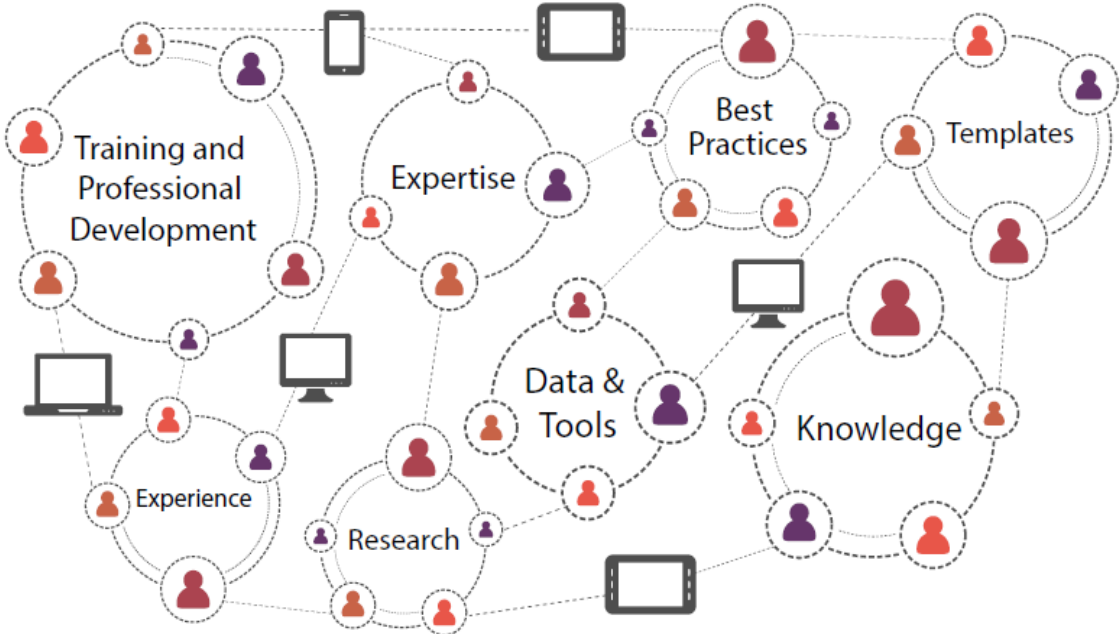 Training and
Professional
Development
Expertise
Best
Practices
Templates
Data &
Tools
Knowledge
Experience
Research